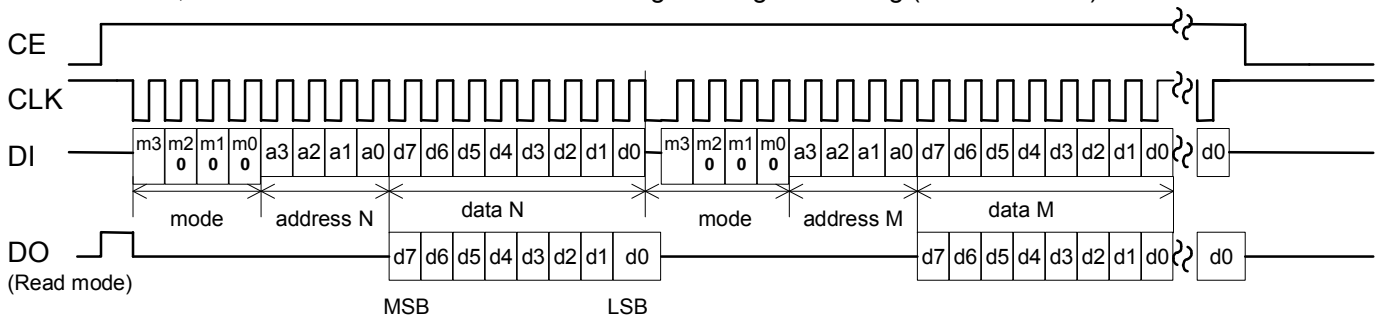 CE
CLK
DI
m3 m2 m1 m0 a3 a2 a1 a0 d7 d6 d5 d4 d3 d2 d1 d0 m3 m2 m1 m0 a3 a2 a1 a0 d7 d6 d5 d4 d3 d2 d1 d0 d0
0 0 0 0 0 0
mode address N data N mode address M data M
DO
(Read mode)
d7 d6 d5 d4 d3 d2 d1 d0 d7 d6 d5 d4 d3 d2 d1 d0 d0
MSB LSB